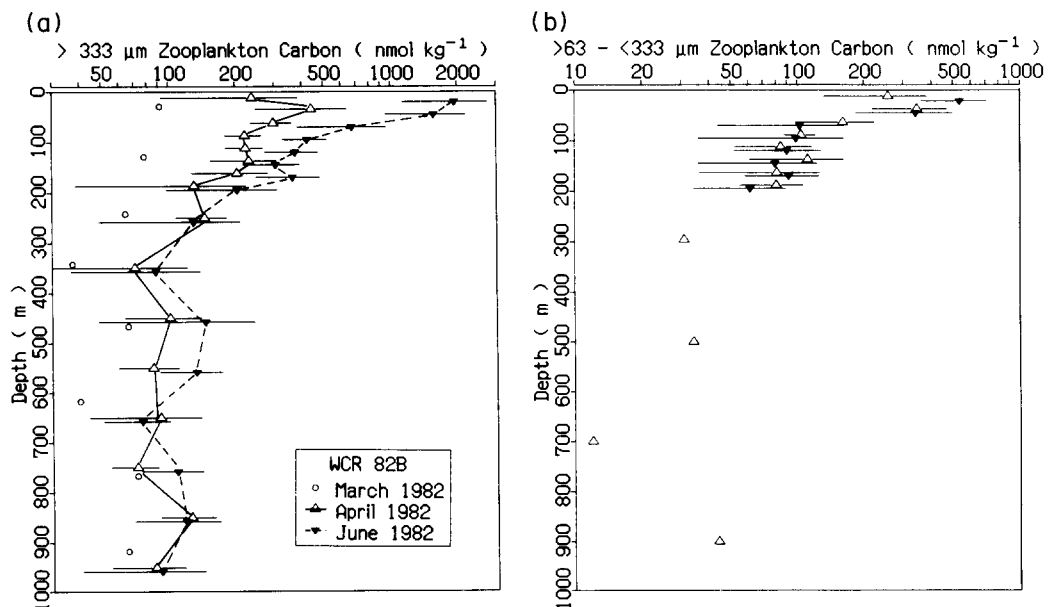 (a)
> 333 μm Zooplankton Carbon ( nmol kg⁻¹ )
50 100 200 500 1000 2000
0
100
200
300
400
500
600
700
800
900
1000
Depth ( m )
WCR 82B
March 1982
April 1982
June 1982
(b)
>63 - <333 μm Zooplankton Carbon ( nmol kg⁻¹ )
10 20 50 100 200 500 1000
0
100
200
300
400
500
600
700
800
900
1000
Depth ( m )